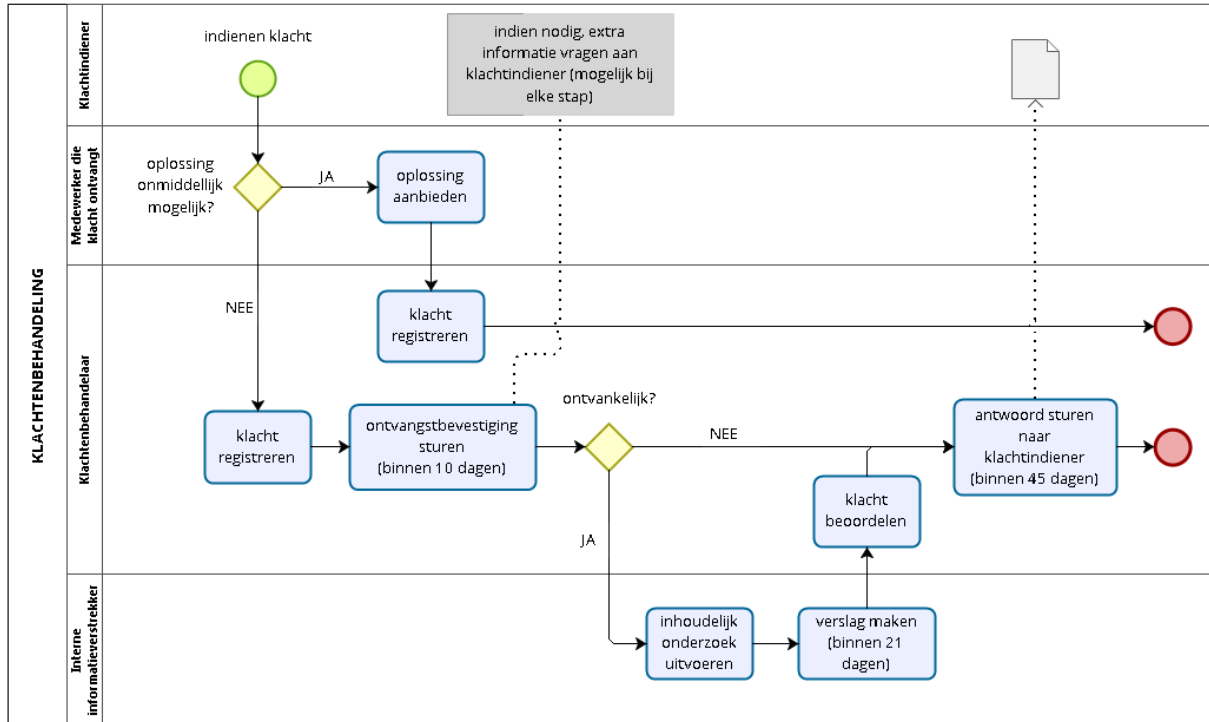 KLACHTENBEHANDELING
Klachtindiener
indienen klacht
indien nodig, extra
informatie vragen aan
klachtindiener (mogelijk bij
elke stap)
Medewerker die
klacht ontvangt
oplossing
onmiddellijk
mogelijk?
JA
oplossing
aanbieden
Klachtenbehandelaar
NEE
klacht
registreren
klacht
registreren
ontvangstbevestiging
sturen
(binnen 10 dagen)
ontvankelijk?
NEE
JA
klacht
beoordelen
antwoord sturen
naar
klachtindiener
(binnen 45 dagen)
Interne
informatieverstrekker
inhoudelijk
onderzoek
uitvoeren
verslag maken
(binnen 21
dagen)